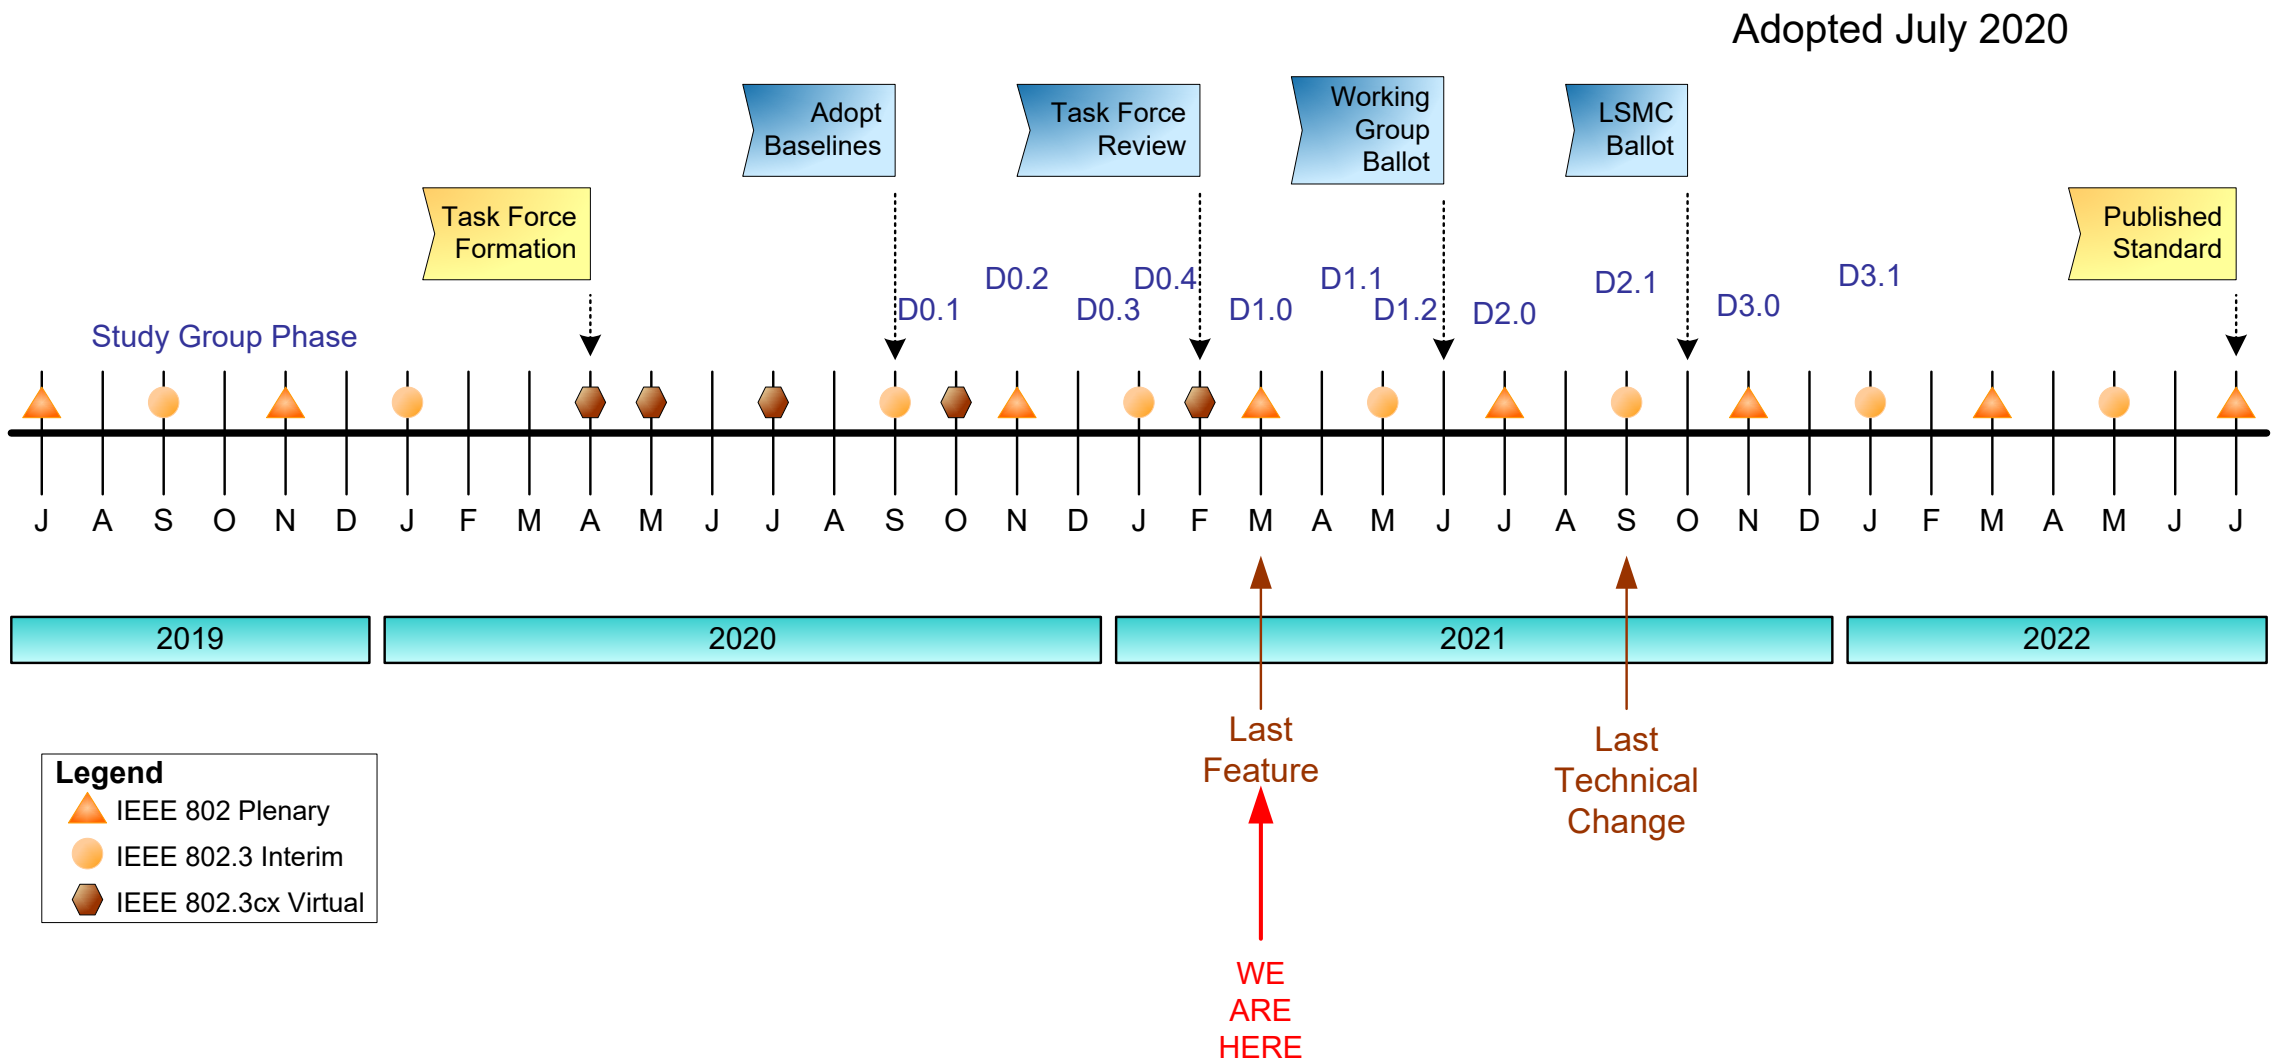 Adopted July 2020
Adopt
Baselines
Task Force
Review
Working
Group
Ballot
LSMC
Ballot
Task Force
Formation
Published
Standard
Study Group Phase
D0.1
D0.2
D0.3
D0.4
D1.0
D1.1
D1.2
D2.0
D2.1
D3.0
D3.1
J A S O N D J F M A M J J A S O N D J F M A M J J A S O N D J F M A M J J
2019 2020 2021 2022
Last
Feature
Last
Technical
Change
Legend
IEEE 802 Plenary
IEEE 802.3 Interim
IEEE 802.3cx Virtual
WE
ARE
HERE